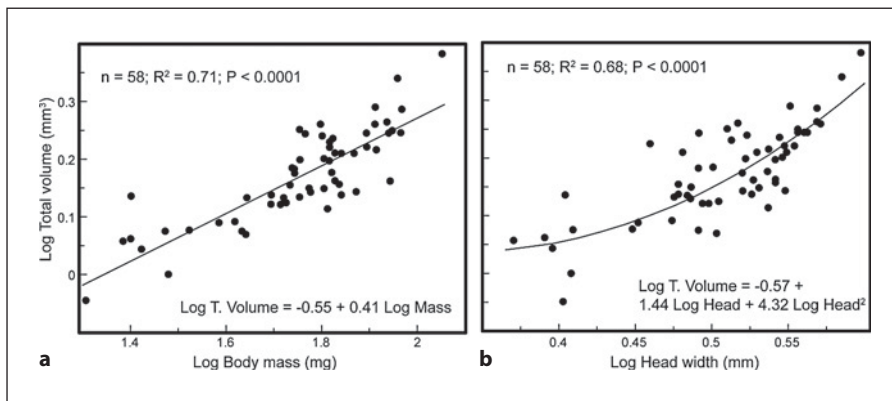 n = 58; R² = 0.71; P < 0.0001
0.3
0.2
0.1
0
Log Total volume (mm³)
Log T. Volume = -0.55 + 0.41 Log Mass
1.4
1.6
1.8
2
Log Body mass (mg)
a
n = 58; R² = 0.68; P < 0.0001
Log T. Volume = -0.57 +
1.44 Log Head + 4.32 Log Head²
0.4
0.45
0.5
0.55
Log Head width (mm)
b